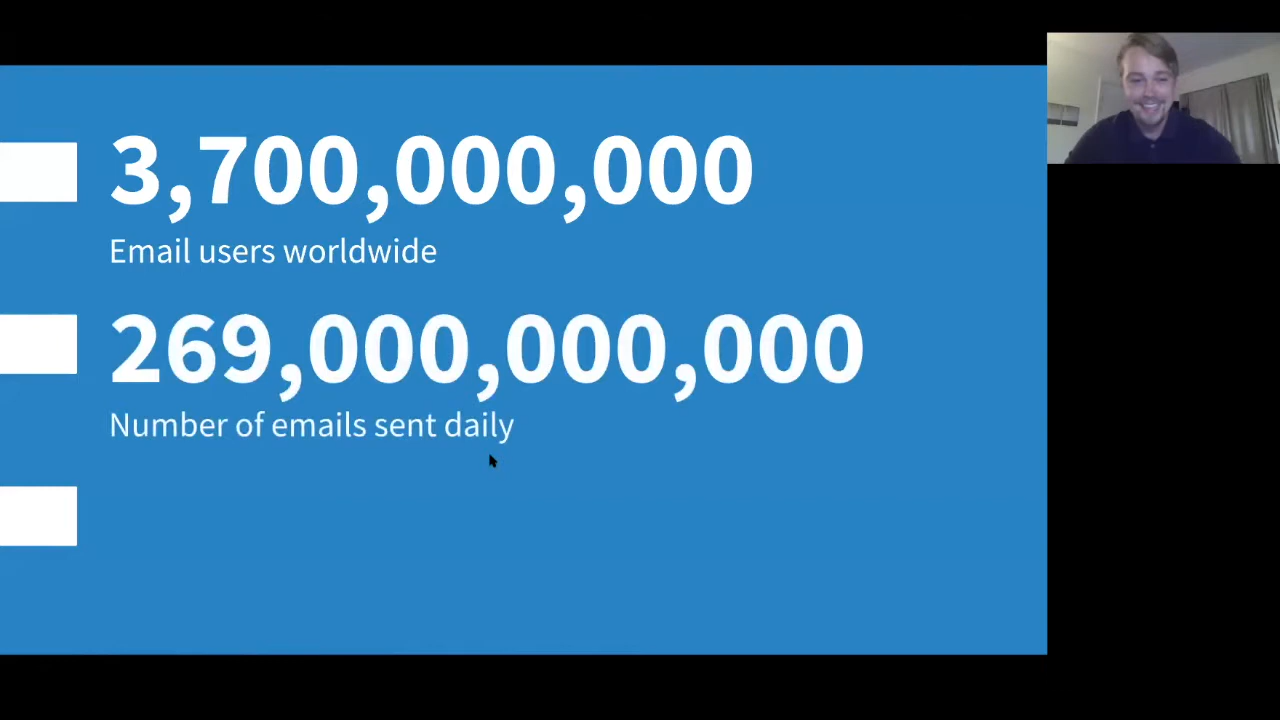 3,700,000,000
Email users worldwide
269,000,000,000
Number of emails sent daily